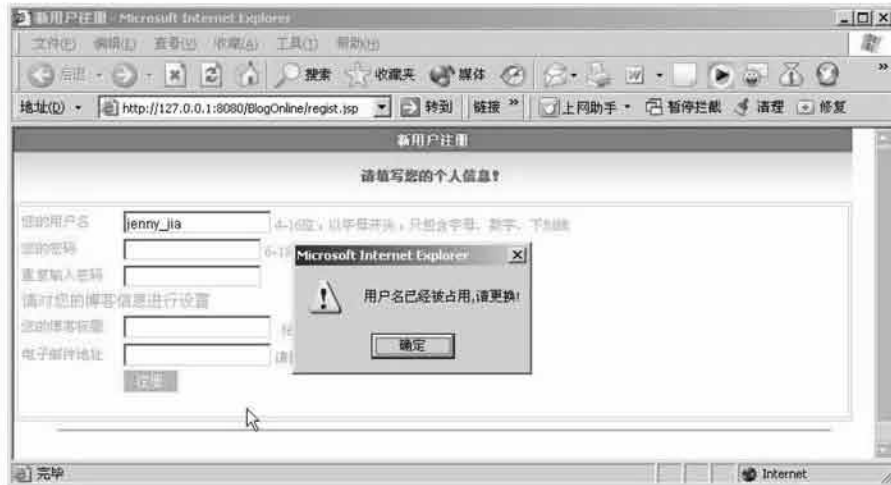 新用户注册 - Microsoft Internet Explorer
文件(F) 编辑(E) 查看(V) 收藏(A) 工具(T) 帮助(H)
后退 搜索 收藏夹 媒体
地址(D) http://127.0.0.1:8080/BlogOnline/regist.jsp 转到 链接 上网助手 暂停拦截 清理 修复
新用户注册
请填写您的个人信息!
您的用户名 jenny_jia 4-16位,以字母开头,只包含字母、数字、下划线
您的密码 6-1
重复输入密码
请对您的博客信息进行设置
您的博客标题
电子邮件地址
注册
Microsoft Internet Explorer
用户名已经被占用,请更换!
确定
完毕 Internet